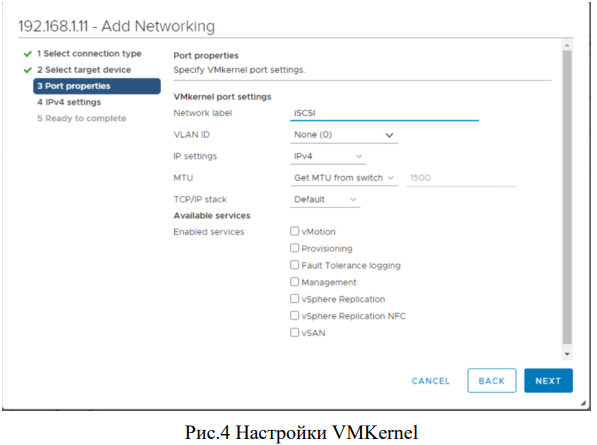 192.168.1.11 - Add Networking
1 Select connection type
2 Select target device
3 Port properties
4 IPv4 settings
5 Ready to complete
Port properties
Specify VMkernel port settings.
VMkernel port settings
Network label iSCSI
VLAN ID None (0)
IP settings IPv4
MTU Get MTU from switch 1500
TCP/IP stack Default
Available services
Enabled services vMotion
Provisioning
Fault Tolerance logging
Management
vSphere Replication
vSphere Replication NFC
vSAN
CANCEL BACK NEXT
Рис.4 Настройки VMKernel